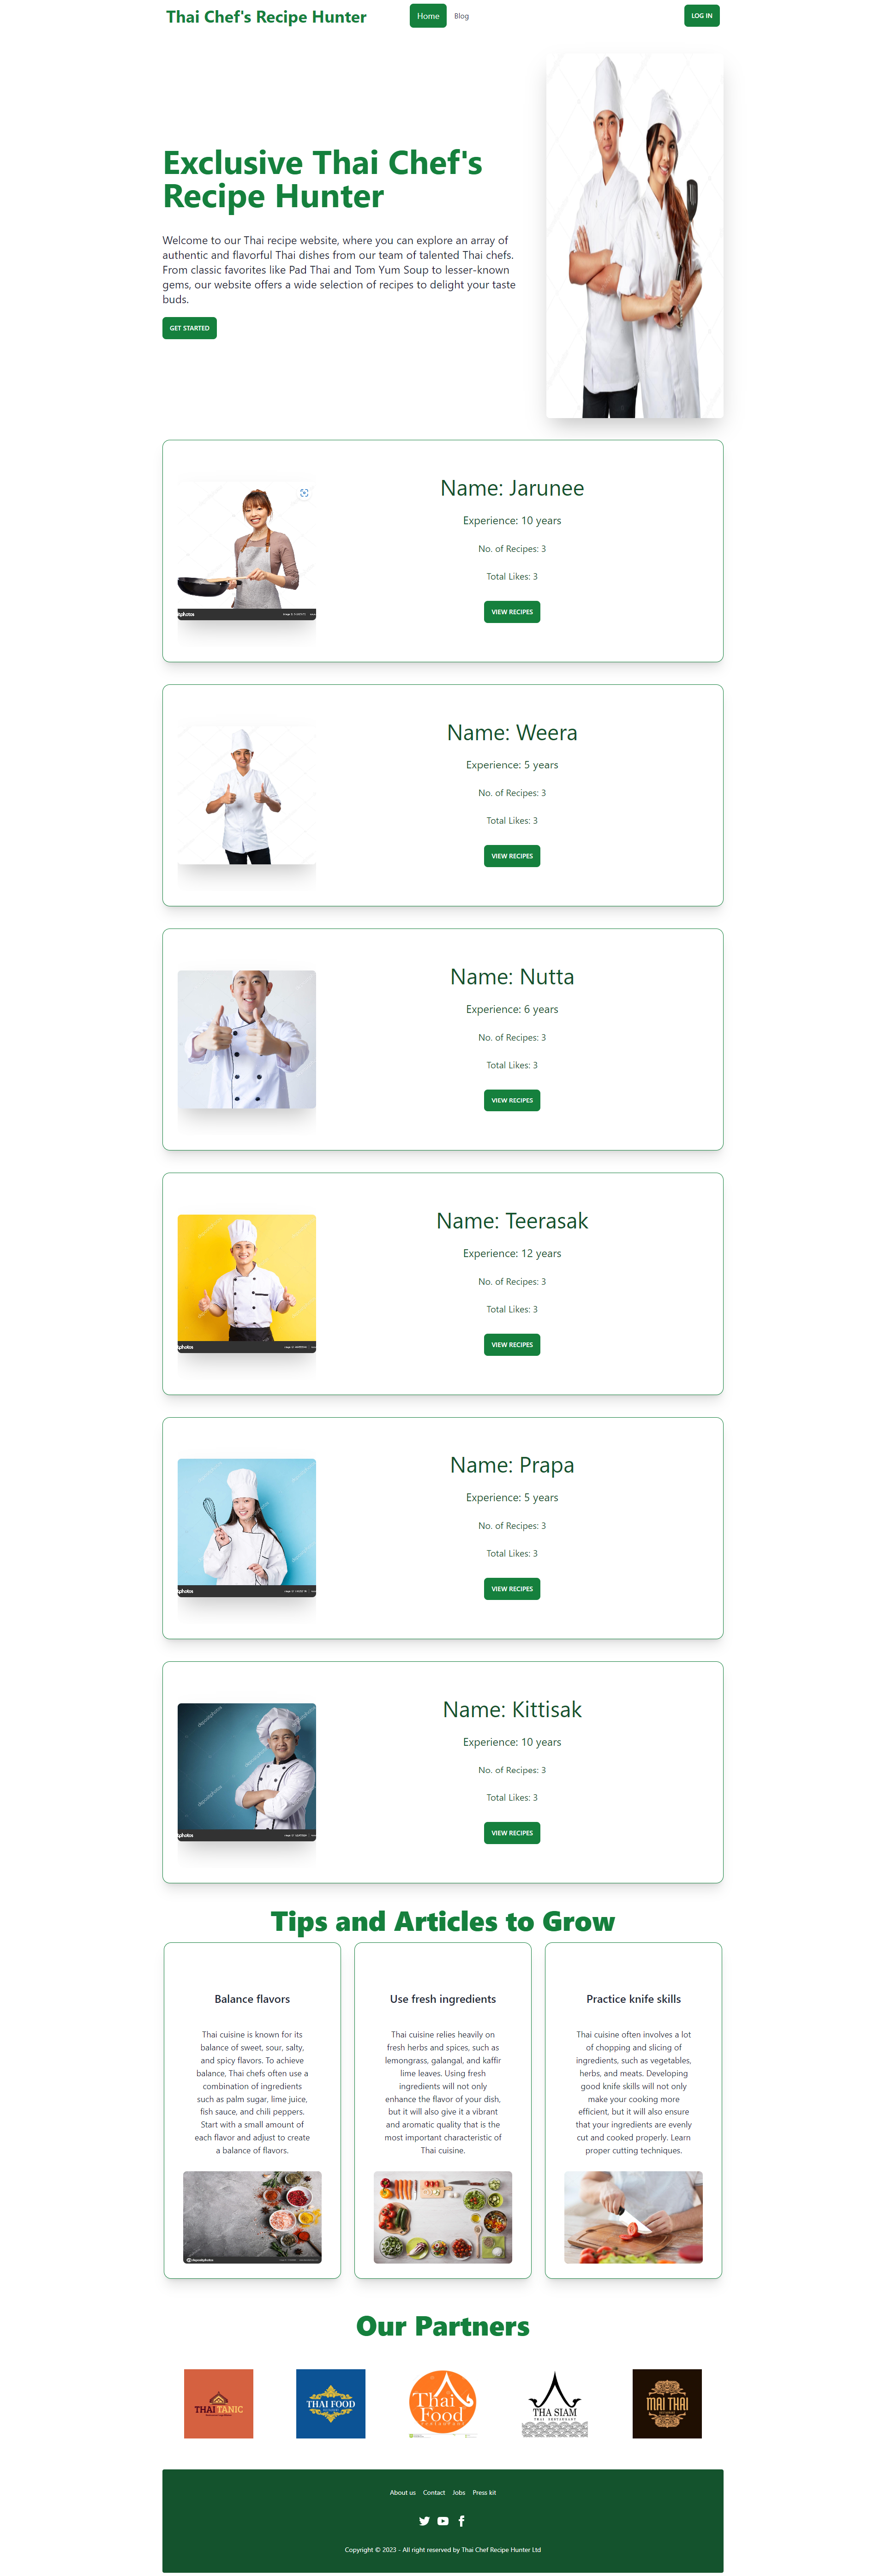 Thai Chef's Recipe Hunter
Home
Blog
LOG IN
Exclusive Thai Chef's
Recipe Hunter
Welcome to our Thai recipe website, where you can explore an array of
authentic and flavorful Thai dishes from our team of talented Thai chefs.
From classic favorites like Pad Thai and Tom Yum Soup to lesser-known
gems, our website offers a wide selection of recipes to delight your taste
buds.
GET STARTED
Name: Jarunee
Experience: 10 years
No. of Recipes: 3
Total Likes: 3
VIEW RECIPES
Name: Weera
Experience: 5 years
No. of Recipes: 3
Total Likes: 3
VIEW RECIPES
Name: Nutta
Experience: 6 years
No. of Recipes: 3
Total Likes: 3
VIEW RECIPES
Name: Teerasak
Experience: 12 years
No. of Recipes: 3
Total Likes: 3
VIEW RECIPES
Name: Prapa
Experience: 5 years
No. of Recipes: 3
Total Likes: 3
VIEW RECIPES
Name: Kittisak
Experience: 10 years
No. of Recipes: 3
Total Likes: 3
VIEW RECIPES
Tips and Articles to Grow
Balance flavors
Thai cuisine is known for its
balance of sweet, sour, salty,
and spicy flavors. To achieve
balance, Thai chefs often use a
combination of ingredients
such as palm sugar, lime juice,
fish sauce, and chili peppers.
Start with a small amount of
each flavor and adjust to create
a balance of flavors.
depositphotos
Use fresh ingredients
Thai cuisine relies heavily on
fresh herbs and spices, such as
lemongrass, galangal, and kaffir
lime leaves. Using fresh
ingredients will not only
enhance the flavor of your dish,
but it will also give it a vibrant
and aromatic quality that is the
most important characteristic of
Thai cuisine.
Practice knife skills
Thai cuisine often involves a lot
of chopping and slicing of
ingredients, such as vegetables,
herbs, and meats. Developing
good knife skills will not only
make your cooking more
efficient, but it will also ensure
that your ingredients are evenly
cut and cooked properly. Learn
proper cutting techniques.
Our Partners
THAITANIC
THAI FOOD
Thai
Food
restaurant
THA SIAM
THAI RESTAURANT
MAI THAI
About us
Contact
Jobs
Press kit
Copyright © 2023 - All right reserved by Thai Chef Recipe Hunter Ltd